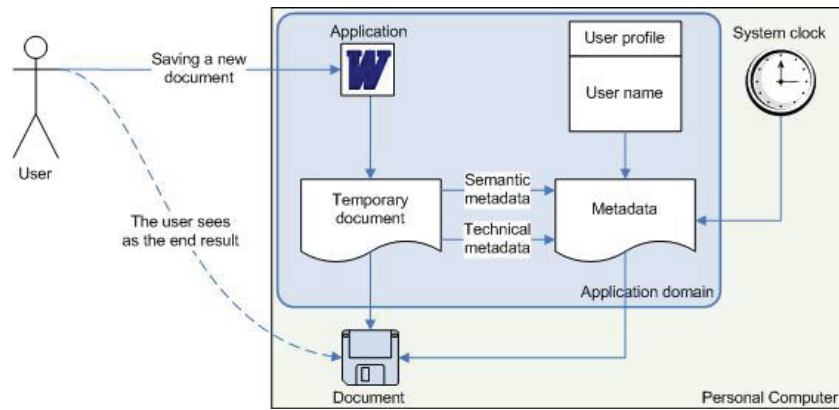 Application
User profile
System clock
Saving a new
document
W
User name
User
Semantic
metadata
Temporary
document
Metadata
Technical
metadata
The user sees
as the end result
Application domain
Document
Personal Computer